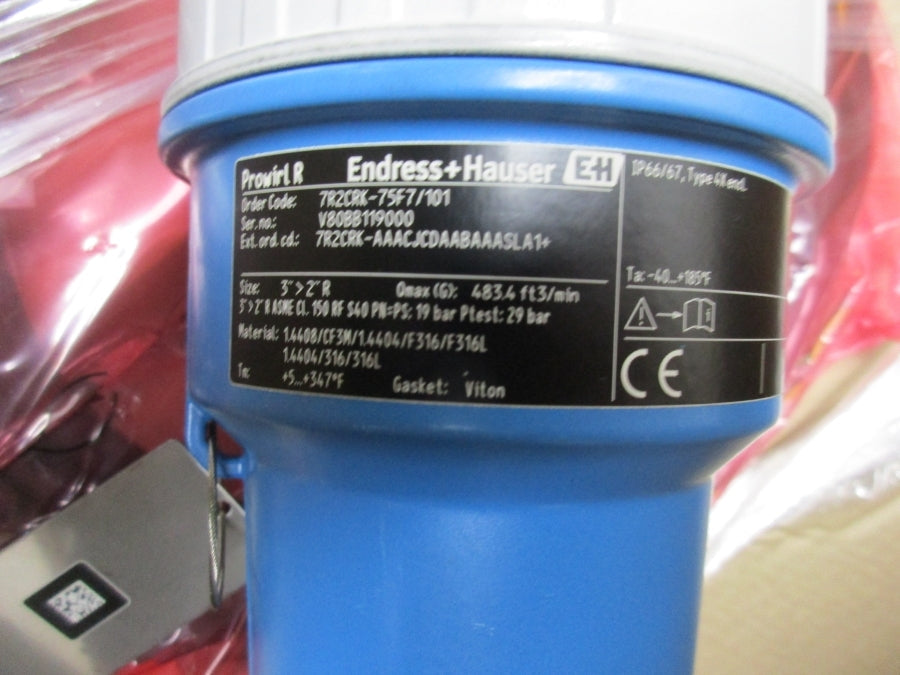 Prowirl R
Endress+Hauser EH
Order Code: 7R2CRK-75F7/101
Ser.no.: V80BB119000
Ext.ord.cd.: 7R2CRK-AAACJCDAABAAASLA1+
Size: 3">2"R Qmax (G): 483.4 ft3/min
3">2"R ASME CL. 150 RF S40 PN=PS: 19 bar Ptest: 29 bar
Material: 1.4408/CF3M/1.4404/F316/F316L
1.4404/316/316L
Tm: +5...+347°F Gasket: Viton
IP66/67, Type 4X encl.
Ta: -40...+185°F
CE